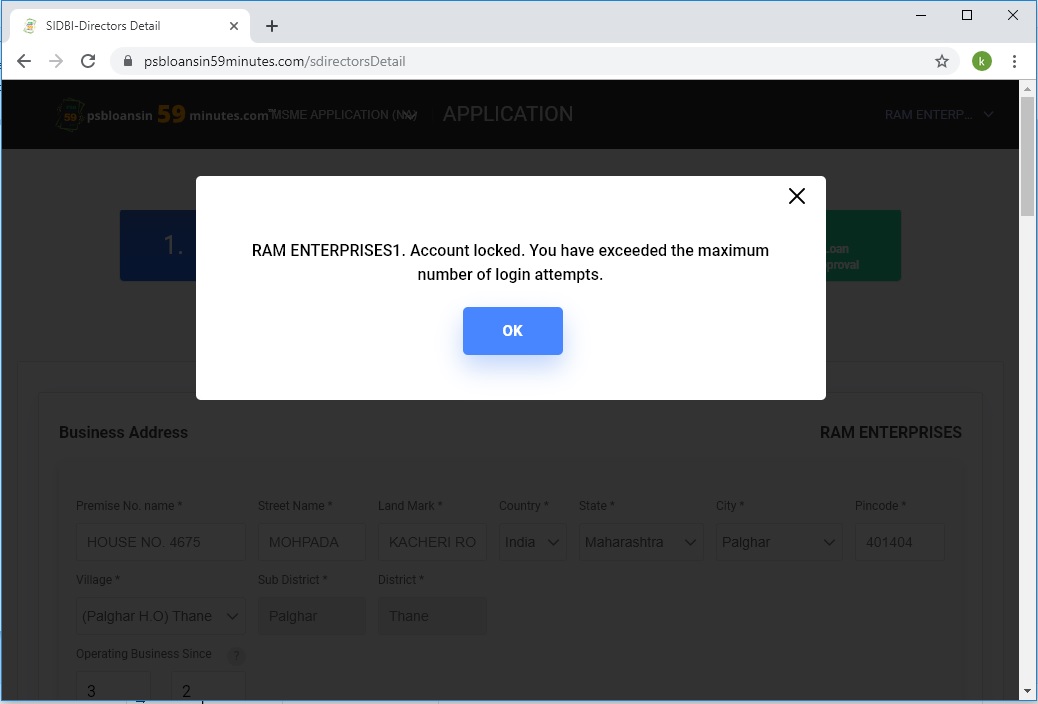 SIDBI-Directors Detail
psbloansin59minutes.com/sdirectorsDetail
k
psbloansin 59 minutes.com™ MSME APPLICATION APPLICATION RAM ENTERP...
1.
Loan
RAM ENTERPRISES1. Account locked. You have exceeded the maximum
number of login attempts.
OK
Business Address RAM ENTERPRISES
Premise No. name * Street Name * Land Mark * Country * State * City * Pincode *
HOUSE NO. 4675 MOHPADA KACHERI RO India Maharashtra Palghar 401404
Village * Sub District * District *
(Palghar H.O) Thane Palghar Thane
Operating Business Since ?
3 2